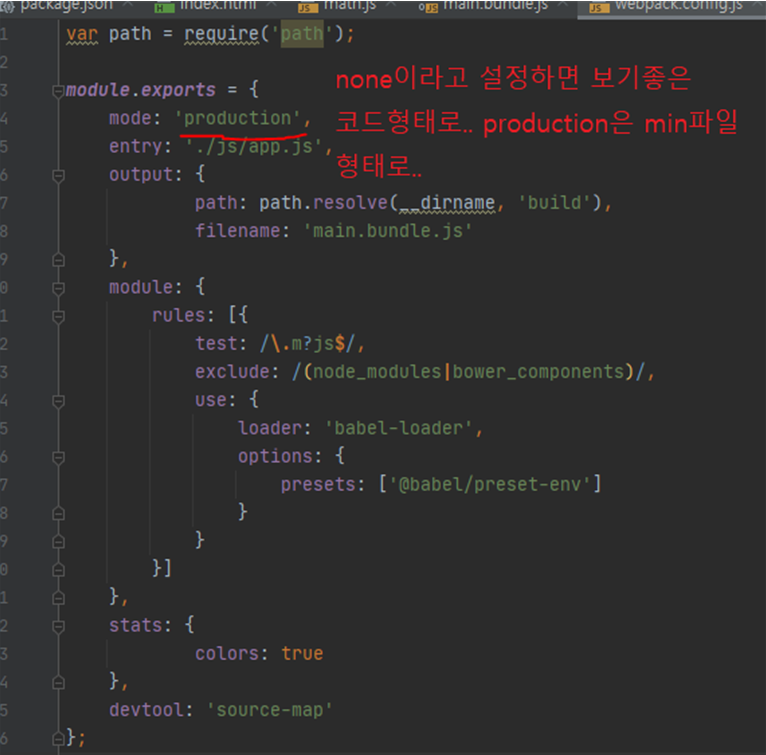 package.json index.html math.js main.bundle.js webpack.config.js
1 var path = require('path');
2
3 module.exports = {
none이라고 설정하면 보기좋은
4 mode: 'production',
코드형태로.. production은 min파일
5 entry: './js/app.js',
형태로..
6 output: {
7 path: path.resolve(__dirname, 'build'),
8 filename: 'main.bundle.js'
9 },
0 module: {
1 rules: [{
2 test: /\.m?js$/,
3 exclude: /(node_modules|bower_components)/,
4 use: {
5 loader: 'babel-loader',
6 options: {
7 presets: ['@babel/preset-env']
8 }
9 }
0 }]
1 },
2 stats: {
3 colors: true
4 },
5 devtool: 'source-map'
6 };